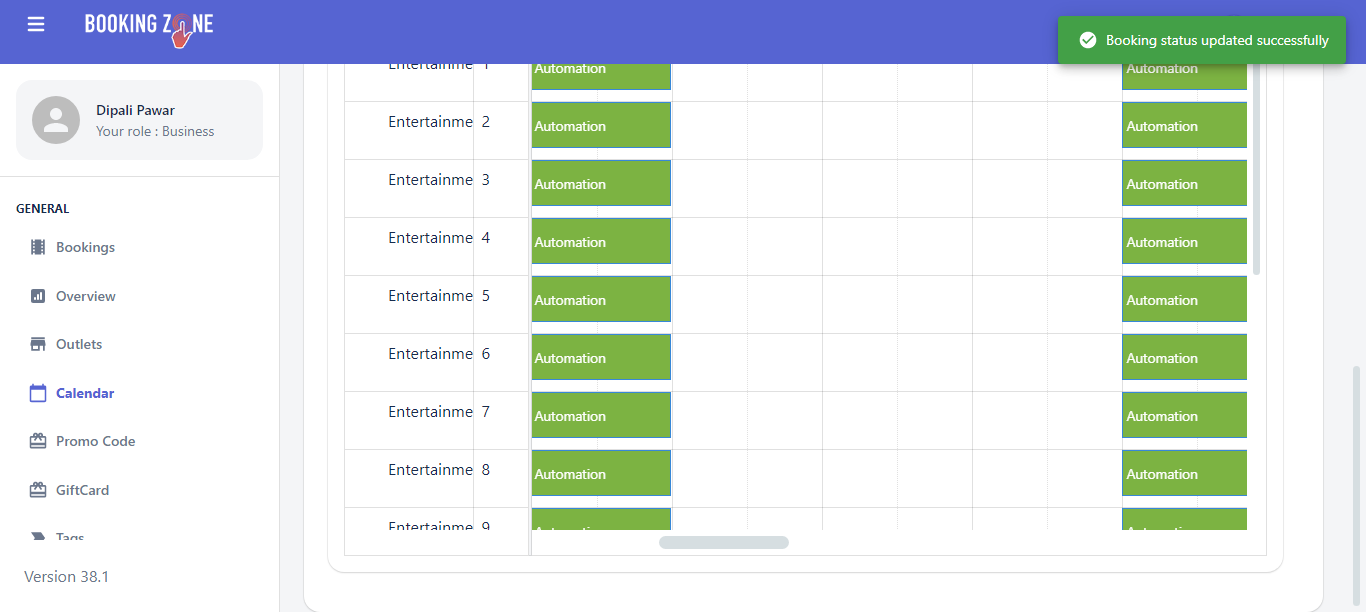 BOOKING ZONE
Booking status updated successfully
Dipali Pawar
Your role : Business
GENERAL
Bookings
Overview
Outlets
Calendar
Promo Code
GiftCard
Tags
Version 38.1
Entertainme 1 Automation Automation
Entertainme 2 Automation Automation
Entertainme 3 Automation Automation
Entertainme 4 Automation Automation
Entertainme 5 Automation Automation
Entertainme 6 Automation Automation
Entertainme 7 Automation Automation
Entertainme 8 Automation Automation
Entertainme 9 Automation Automation